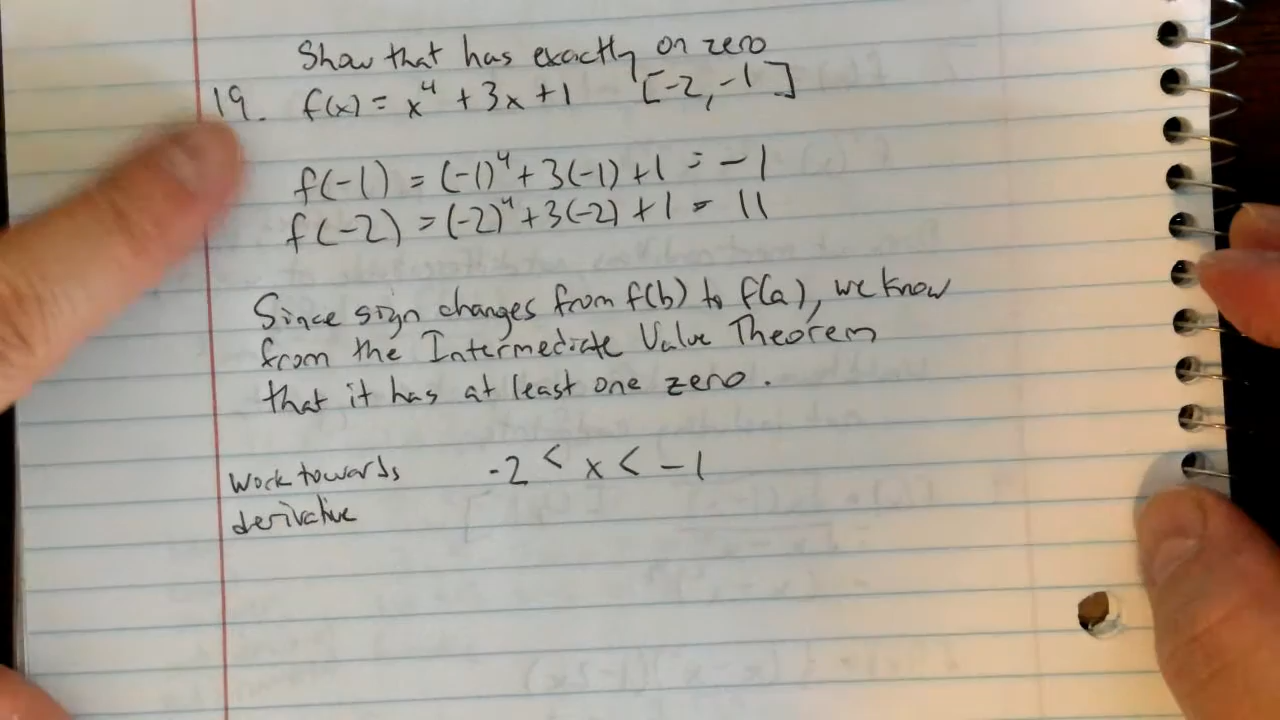 Show that has exactly on zero
19. f(x) = x⁴ + 3x + 1 [-2, -1]
f(-1) = (-1)⁴ + 3(-1) + 1 = -1
f(-2) = (-2)⁴ + 3(-2) + 1 = 11
Since sign changes from f(b) to f(a), we know
from the Intermediate Value Theorem
that it has at least one zero.
Work towards -2 < x < -1
derivative